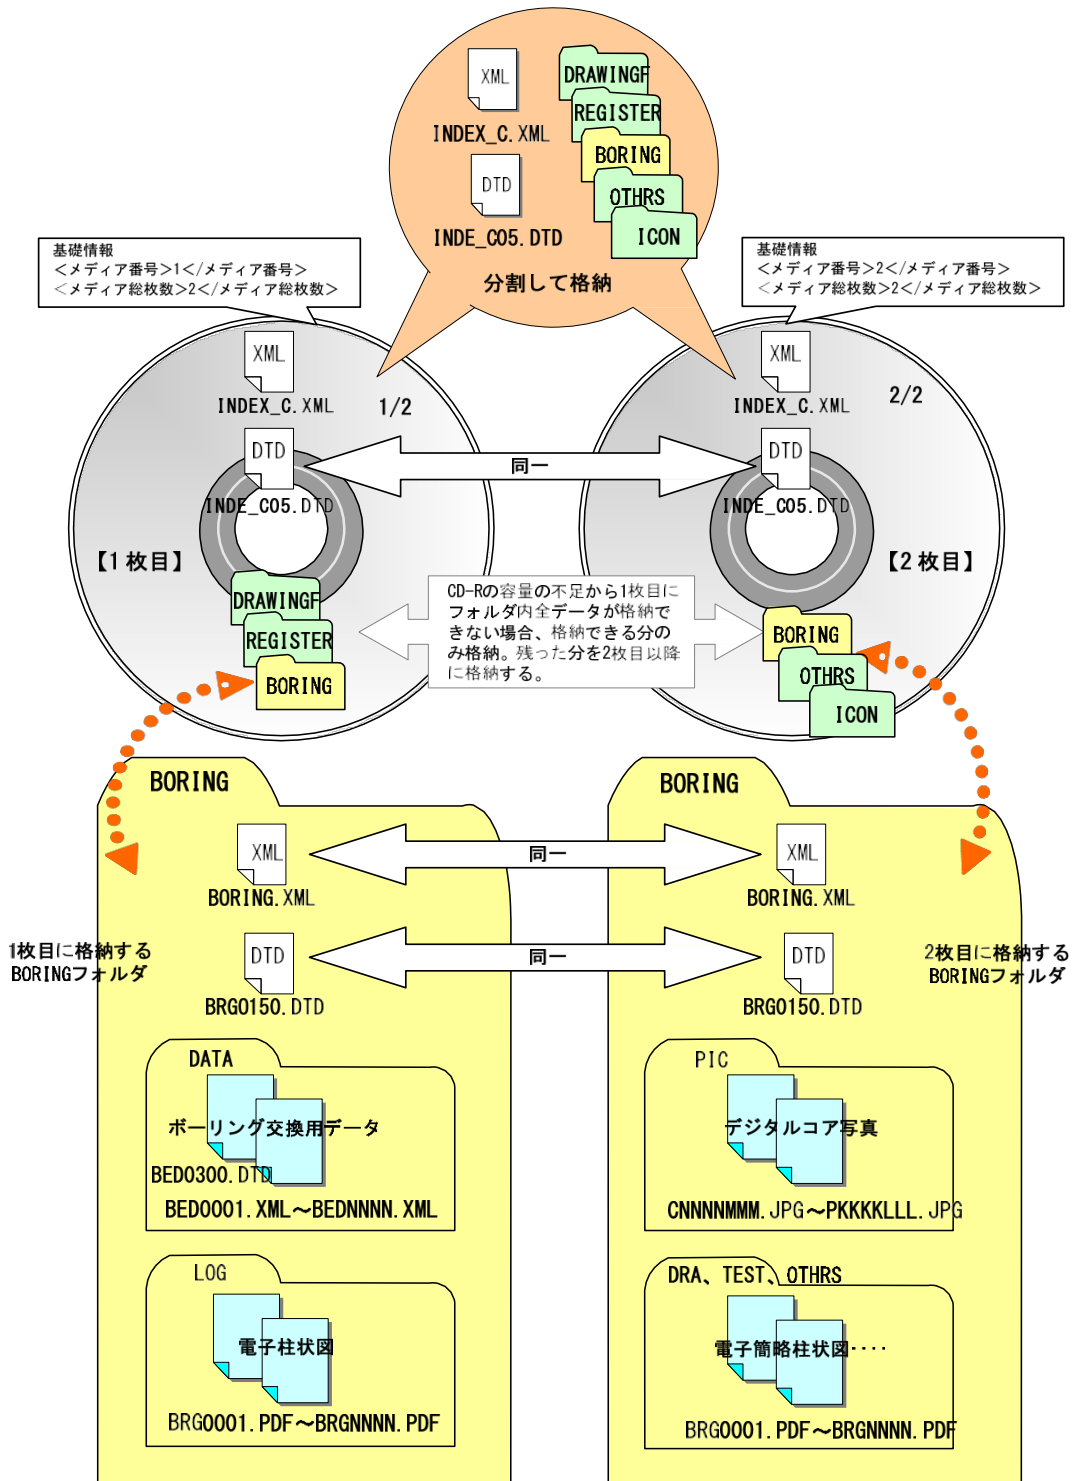 XML
INDEX_C.XML
DTD
INDE_C05.DTD
DRAWINGF
REGISTER
BORING
OTHRS
ICON
分割して格納
基礎情報
<メディア番号>1</メディア番号>
<メディア総枚数>2</メディア総枚数>
基礎情報
<メディア番号>2</メディア番号>
<メディア総枚数>2</メディア総枚数>
XML
INDEX_C.XML
1/2
DTD
INDE_C05.DTD
【1枚目】
DRAWINGF
REGISTER
BORING
同一
XML
INDEX_C.XML
2/2
DTD
INDE_C05.DTD
【2枚目】
BORING
OTHRS
ICON
CD-Rの容量の不足から1枚目に
フォルダ内全データが格納で
きない場合、格納できる分の
み格納。残った分を2枚目以降
に格納する。
BORING
XML
BORING.XML
DTD
BRG0150.DTD
1枚目に格納する
BORINGフォルダ
DATA
ボーリング交換用データ
BED0300.DTD
BED0001.XML～BEDNNNN.XML
LOG
電子柱状図
BRG0001.PDF～BRGNNNN.PDF
同一
同一
BORING
XML
BORING.XML
DTD
BRG0150.DTD
2枚目に格納する
BORINGフォルダ
PIC
デジタルコア写真
CNNNNMMM.JPG～PKKKKLLL.JPG
DRA、TEST、OTHRS
電子簡略柱状図････
BRG0001.PDF～BRGNNNN.PDF